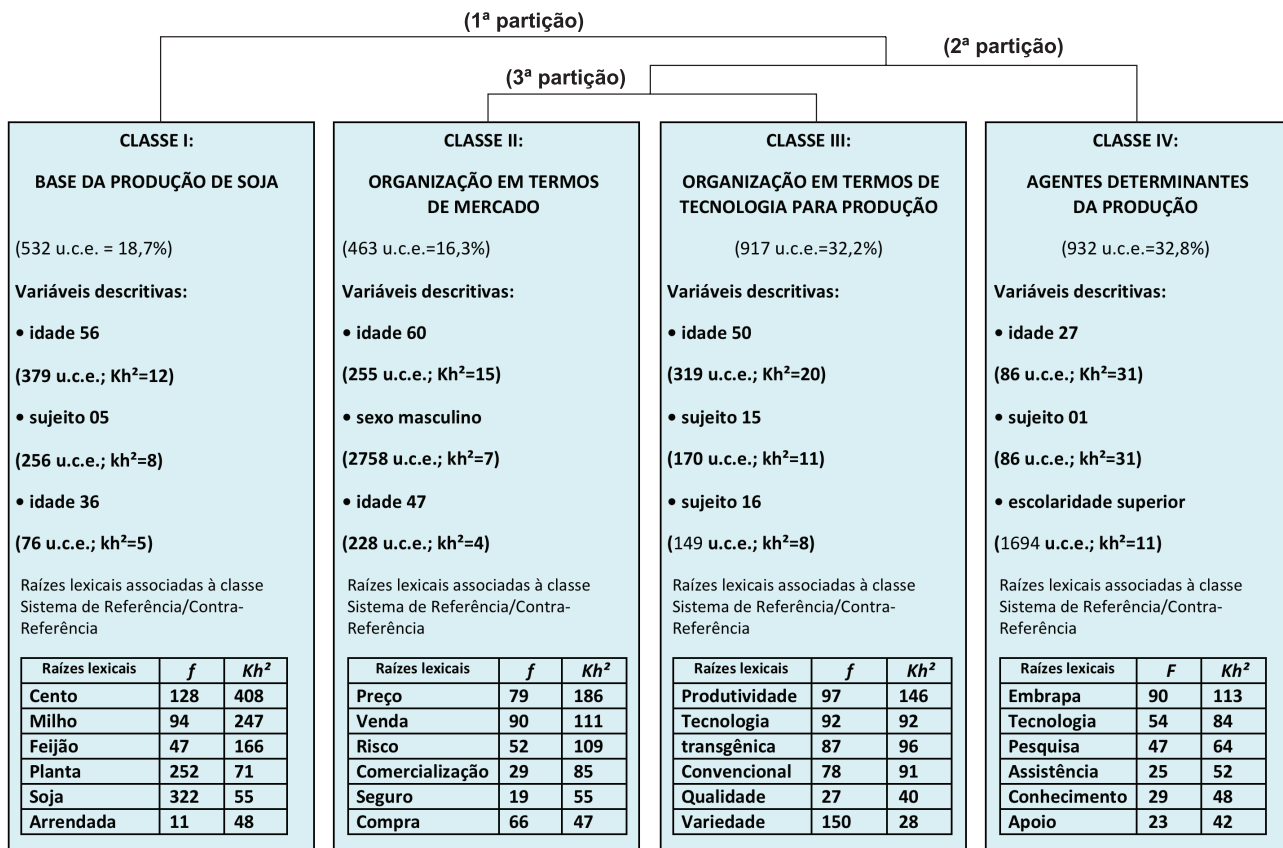 (1ª partição)
(2ª partição)
(3ª partição)
CLASSE I:
BASE DA PRODUÇÃO DE SOJA
(532 u.c.e. = 18,7%)
Variáveis descritivas:
• idade 56
(379 u.c.e.; Kh²=12)
• sujeito 05
(256 u.c.e.; kh²=8)
• idade 36
(76 u.c.e.; kh²=5)
Raízes lexicais associadas à classe
Sistema de Referência/Contra-
Referência
Raízes lexicais f Kh²
Cento 128 408
Milho 94 247
Feijão 47 166
Planta 252 71
Soja 322 55
Arrendada 11 48
CLASSE II:
ORGANIZAÇÃO EM TERMOS
DE MERCADO
(463 u.c.e.=16,3%)
Variáveis descritivas:
• idade 60
(255 u.c.e.; Kh²=15)
• sexo masculino
(2758 u.c.e.; kh²=7)
• idade 47
(228 u.c.e.; kh²=4)
Raízes lexicais associadas à classe
Sistema de Referência/Contra-
Referência
Raízes lexicais f Kh²
Preço 79 186
Venda 90 111
Risco 52 109
Comercialização 29 85
Seguro 19 55
Compra 66 47
CLASSE III:
ORGANIZAÇÃO EM TERMOS DE
TECNOLOGIA PARA PRODUÇÃO
(917 u.c.e.=32,2%)
Variáveis descritivas:
• idade 50
(319 u.c.e.; Kh²=20)
• sujeito 15
(170 u.c.e.; kh²=11)
• sujeito 16
(149 u.c.e.; kh²=8)
Raízes lexicais associadas à classe
Sistema de Referência/Contra-
Referência
Raízes lexicais f Kh²
Produtividade 97 146
Tecnologia 92 92
transgênica 87 96
Convencional 78 91
Qualidade 27 40
Variedade 150 28
CLASSE IV:
AGENTES DETERMINANTES
DA PRODUÇÃO
(932 u.c.e.=32,8%)
Variáveis descritivas:
• idade 27
(86 u.c.e.; Kh²=31)
• sujeito 01
(86 u.c.e.; kh²=31)
• escolaridade superior
(1694 u.c.e.; kh²=11)
Raízes lexicais associadas à classe
Sistema de Referência/Contra-
Referência
Raízes lexicais F Kh²
Embrapa 90 113
Tecnologia 54 84
Pesquisa 47 64
Assistência 25 52
Conhecimento 29 48
Apoio 23 42